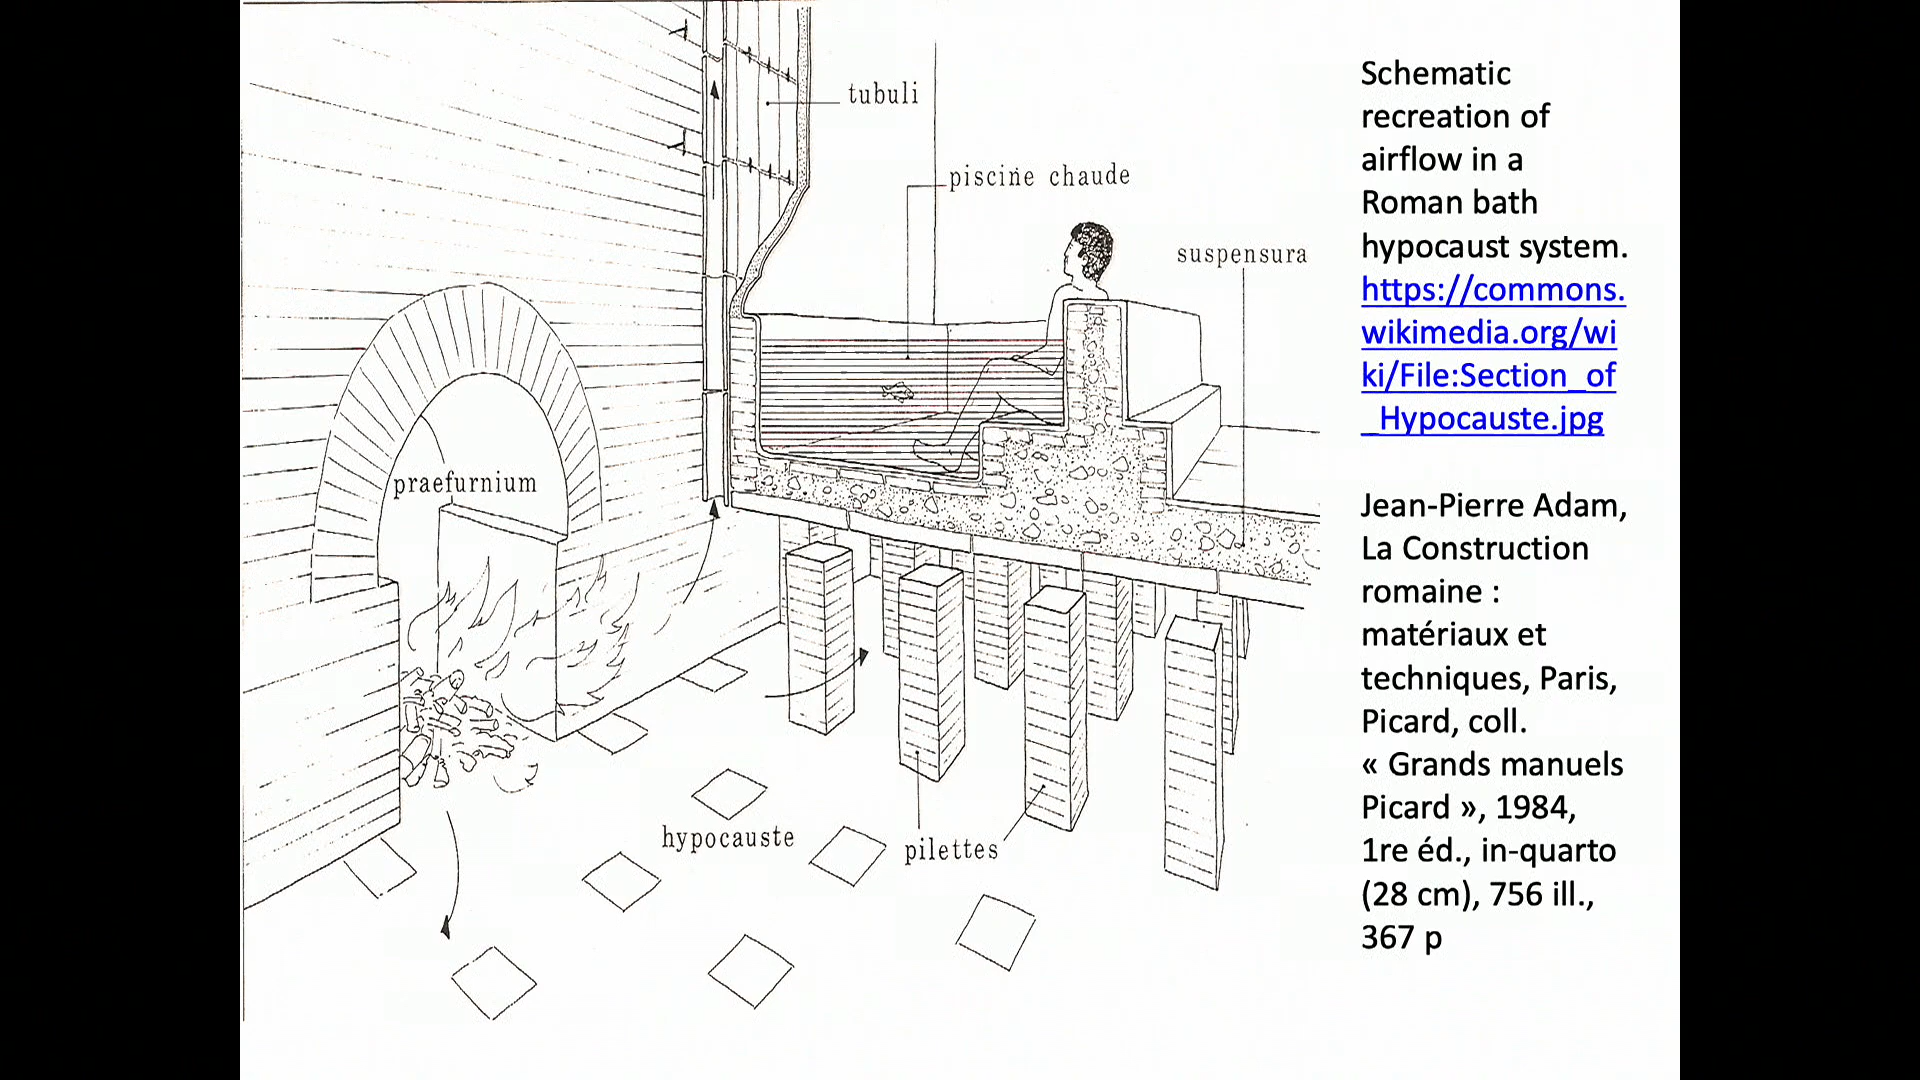 tubuli
piscine chaude
suspensura
praefurnium
hypocauste
pilettes
Schematic
recreation of
airflow in a
Roman bath
hypocaust system.
https://commons.
wikimedia.org/wi
ki/File:Section_of
_Hypocauste.jpg
Jean-Pierre Adam,
La Construction
romaine :
matériaux et
techniques, Paris,
Picard, coll.
« Grands manuels
Picard », 1984,
1re éd., in-quarto
(28 cm), 756 ill.,
367 p